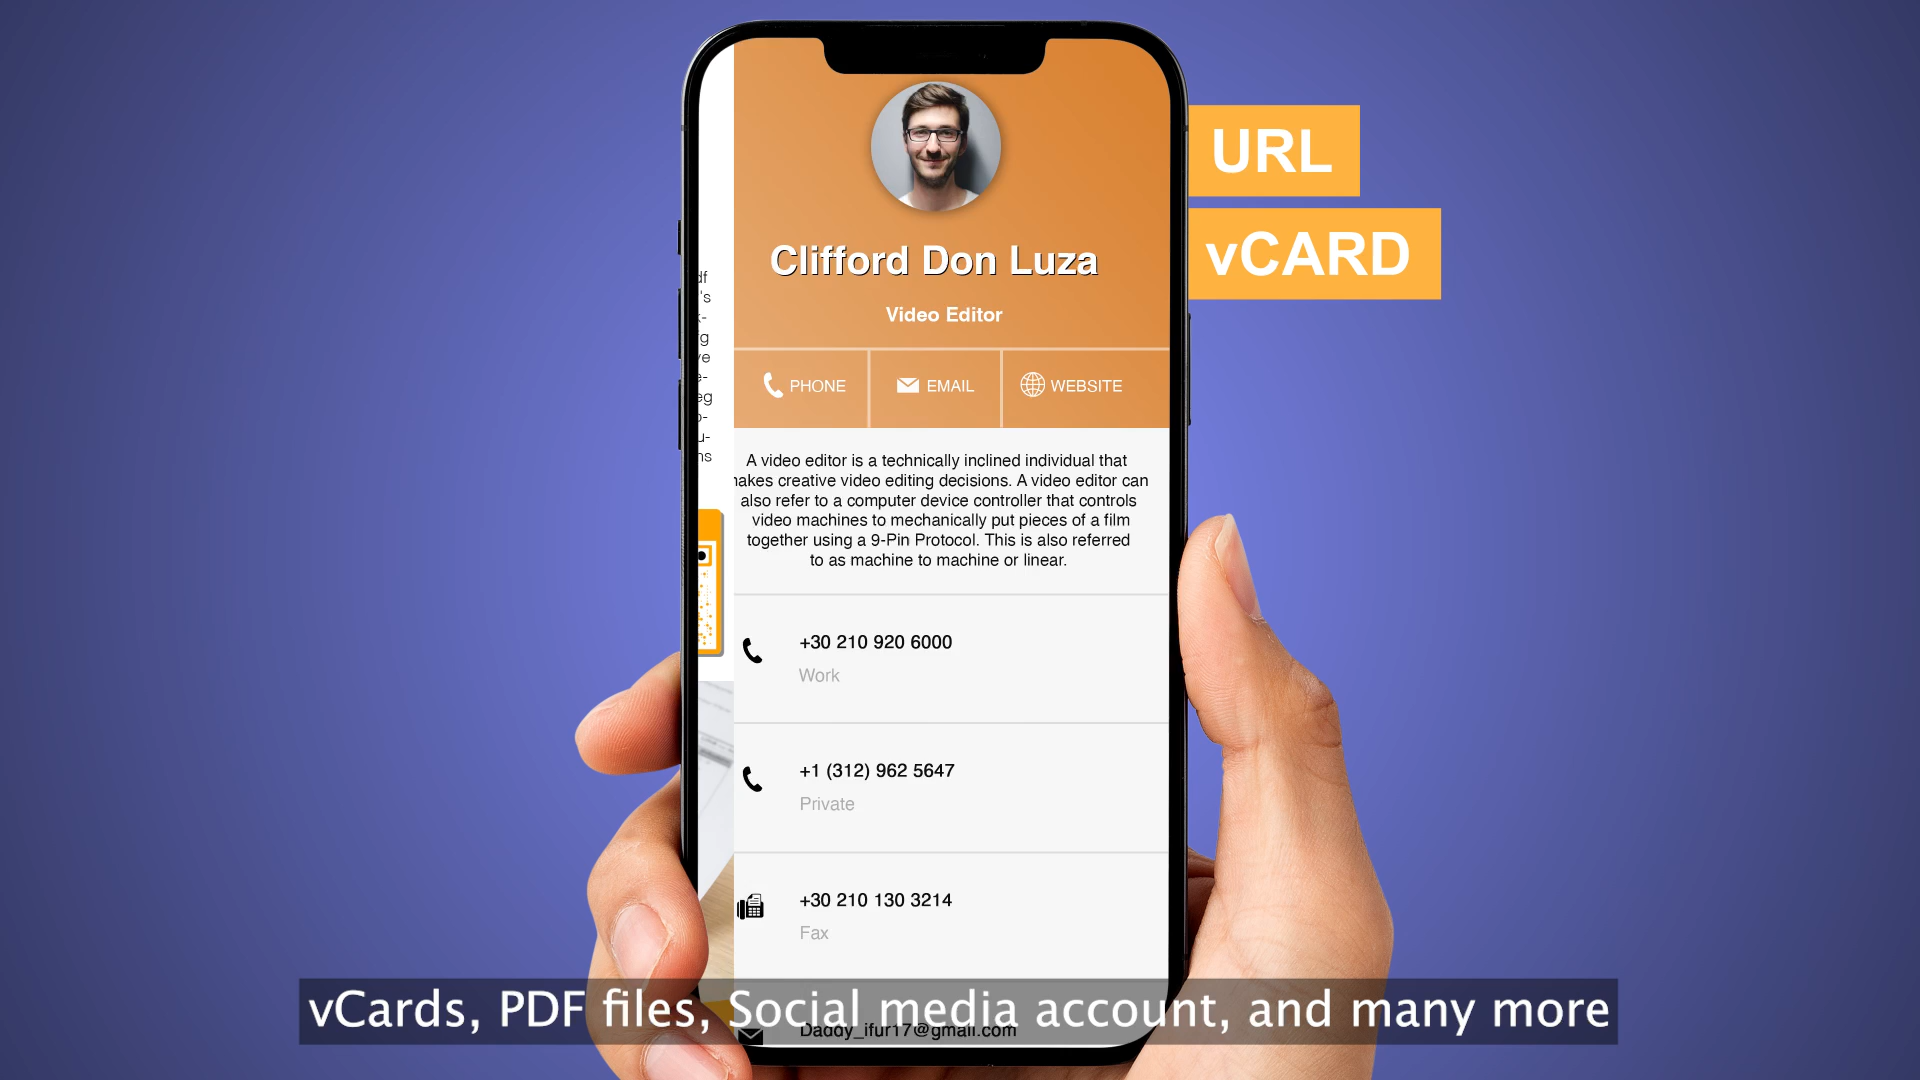 URL
vCARD
Clifford Don Luza
Video Editor
PHONE
EMAIL
WEBSITE
A video editor is a technically inclined individual that
creative video editing decisions. A video editor can
also refer to a computer device controller that controls
video machines to mechanically put pieces of a film
together using a 9-Pin Protocol. This is also referred
to as machine to machine or linear.
+30 210 920 6000
Work
+1 (312) 962 5647
Private
+30 210 130 3214
Fax
Daddy_ifur17@gmail.com
vCards, PDF files, Social media account, and many more